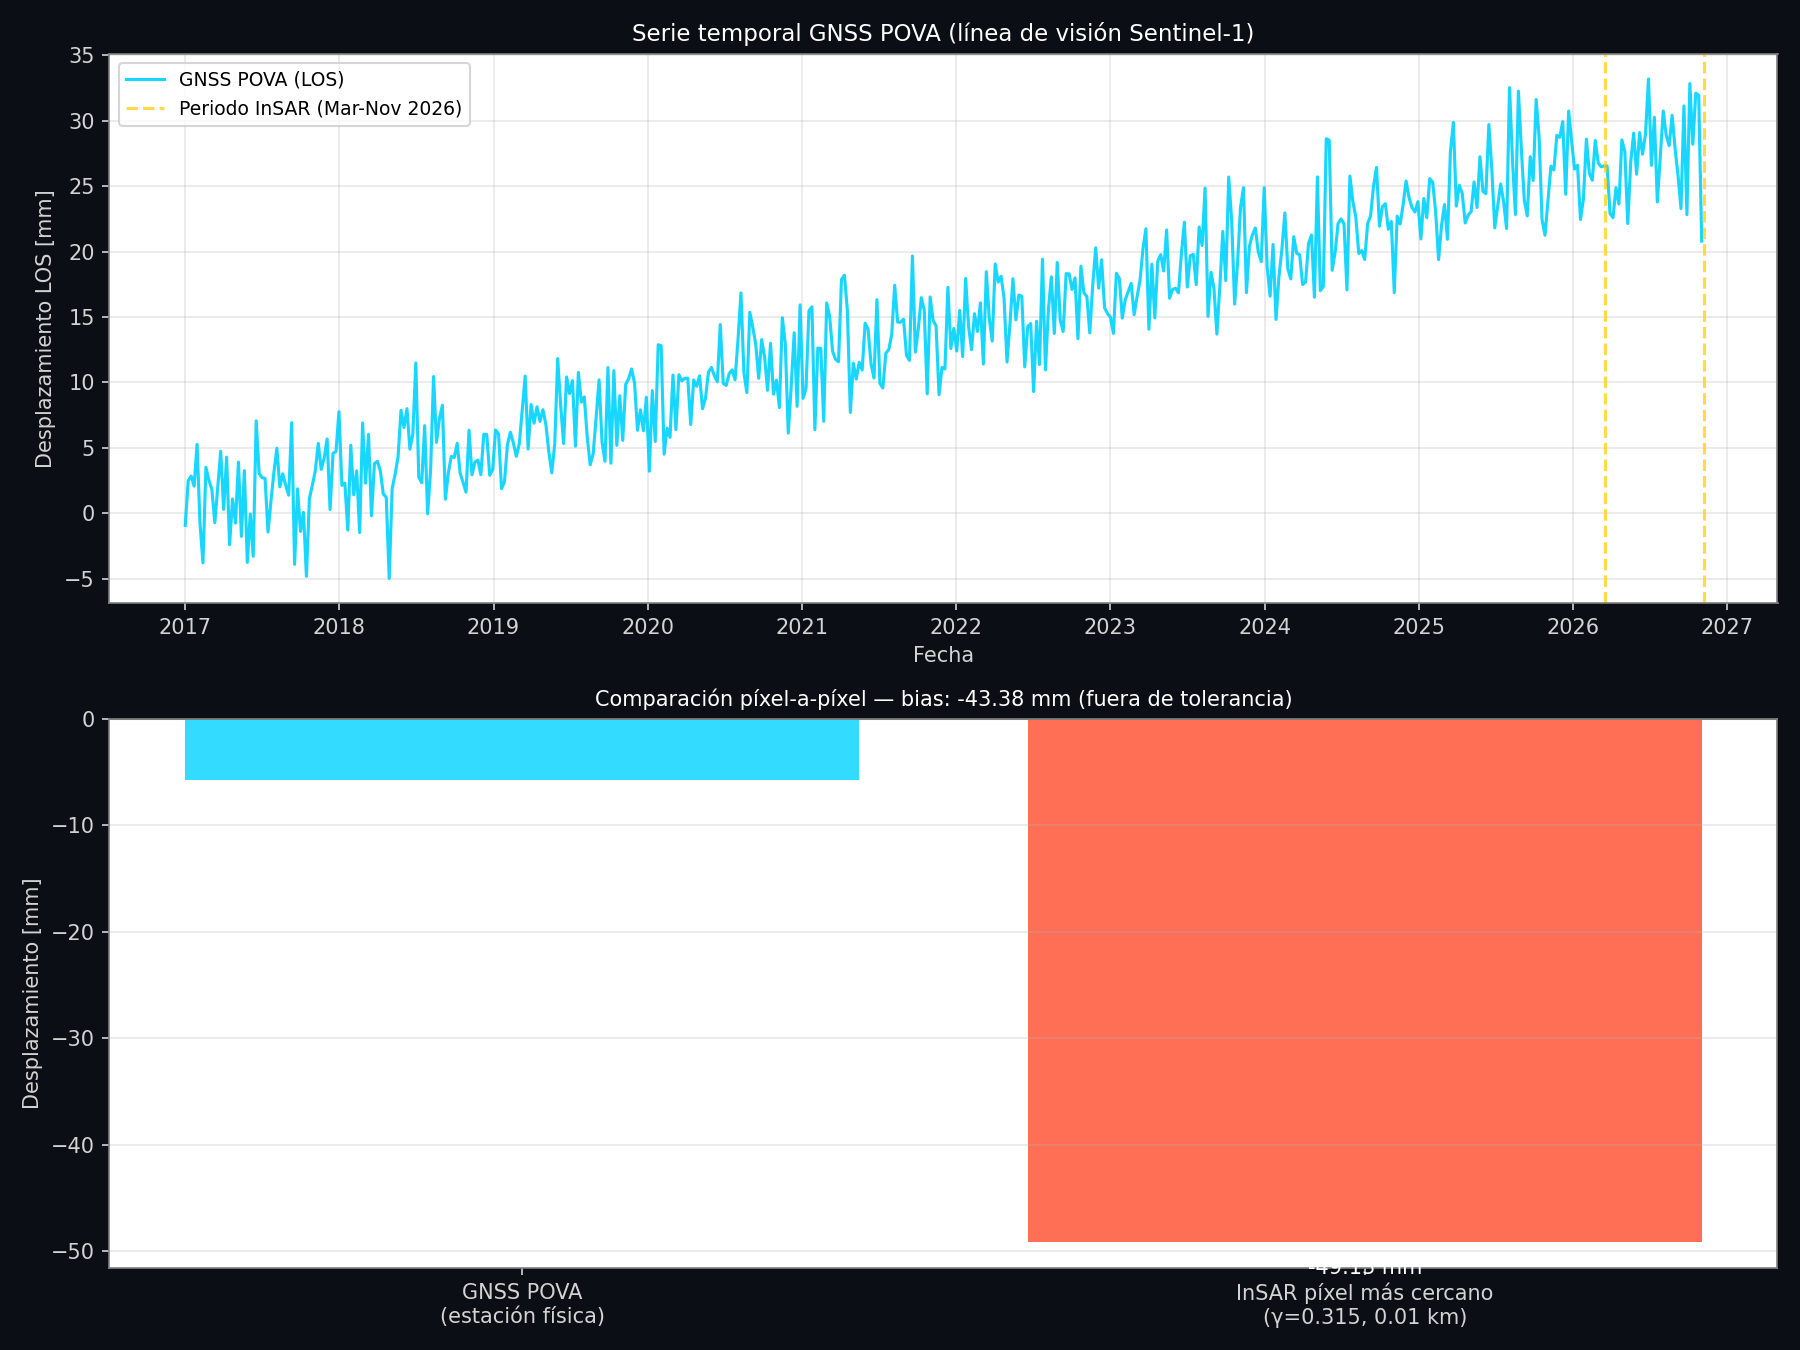 Serie temporal GNSS POVA (línea de visión Sentinel-1)
GNSS POVA (LOS)
Periodo InSAR (Mar-Nov 2026)
Desplazamiento LOS [mm]
35
30
25
20
15
10
5
0
−5
2017 2018 2019 2020 2021 2022 2023 2024 2025 2026 2027
Fecha
Comparación píxel-a-píxel — bias: -43.38 mm (fuera de tolerancia)
Desplazamiento [mm]
0
−10
−20
−30
−40
−50
mm
GNSS POVA
(estación física)
InSAR píxel más cercano
(γ=0.315, 0.01 km)